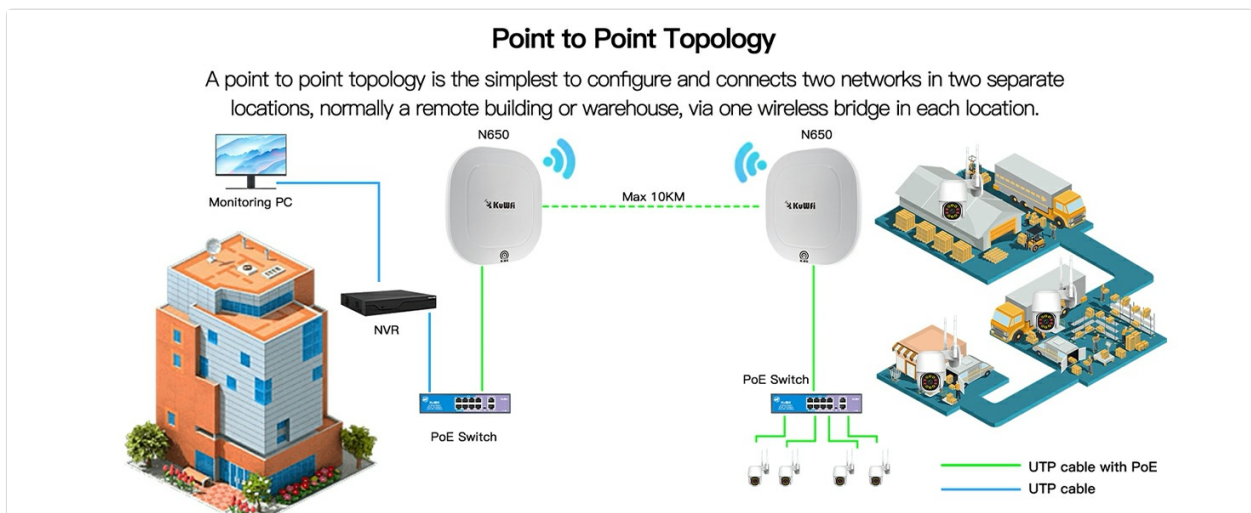 Point to Point Topology
A point to point topology is the simplest to configure and connects two networks in two separate
locations, normally a remote building or warehouse, via one wireless bridge in each location.
N650
N650
Monitoring PC
KuWfi
Max 10KM
KuWfi
NVR
PoE Switch
PoE Switch
UTP cable with PoE
UTP cable